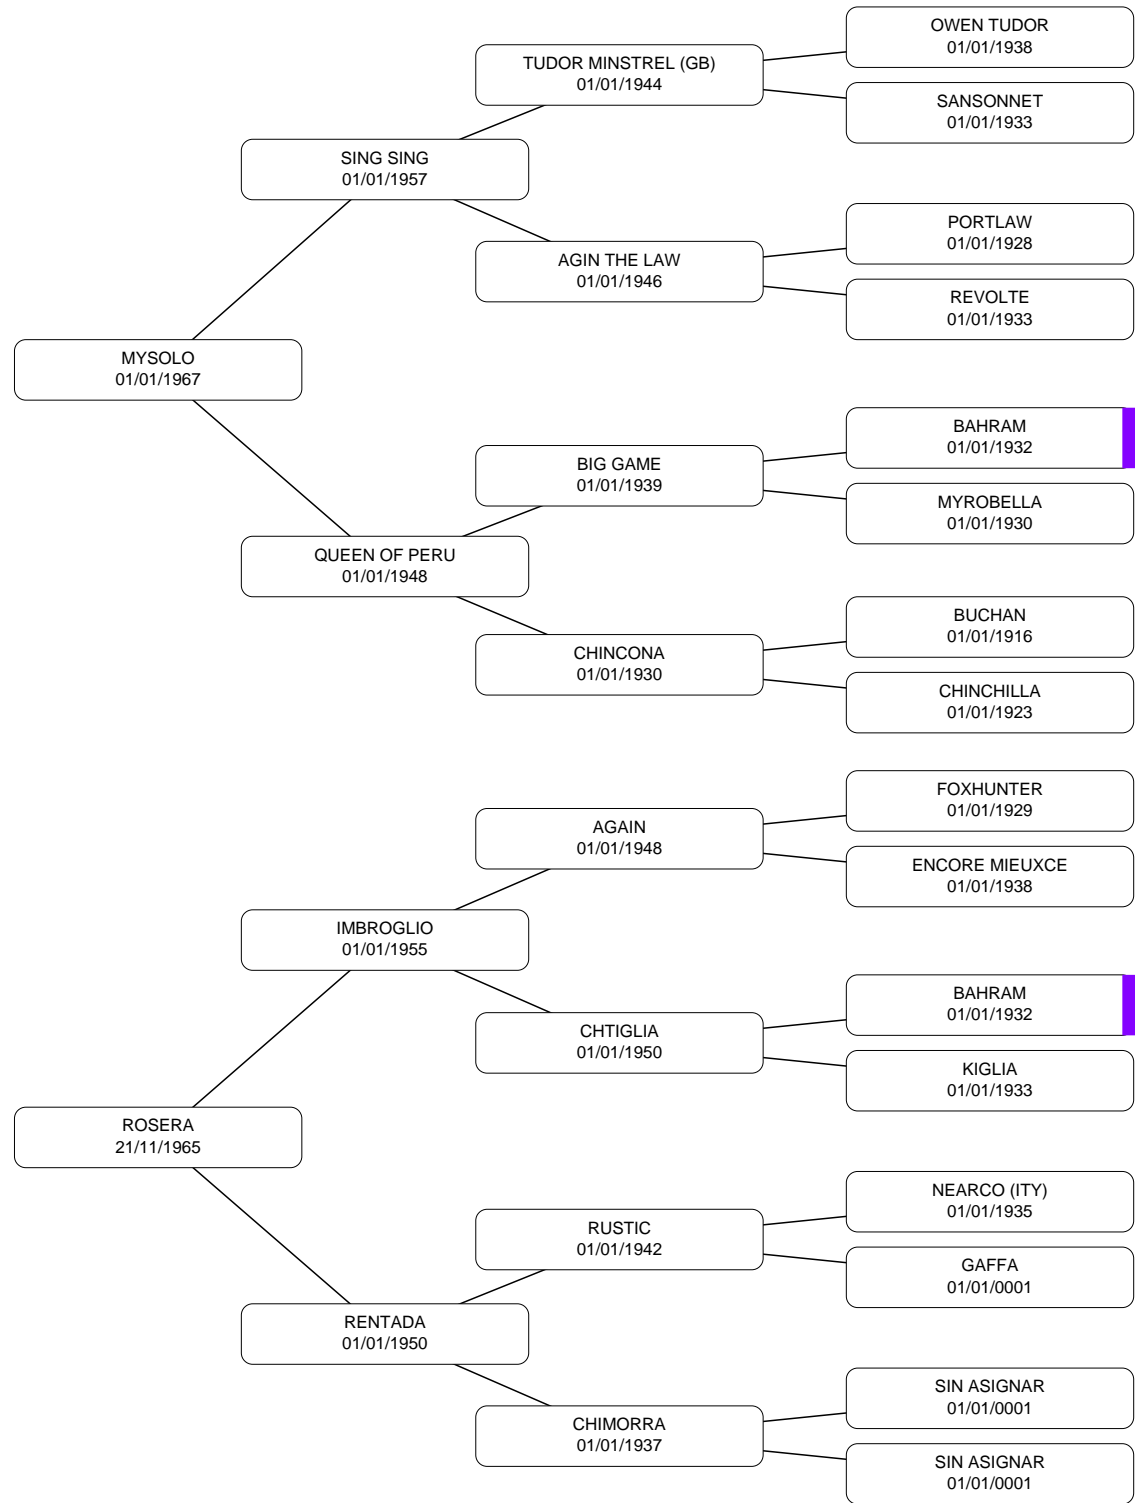 OWEN TUDOR
01/01/1938
TUDOR MINSTREL (GB)
01/01/1944
SANSONNET
01/01/1933
SING SING
01/01/1957
PORTLAW
01/01/1928
AGIN THE LAW
01/01/1946
REVOLTE
01/01/1933
MYSOLO
01/01/1967
BAHRAM
01/01/1932
BIG GAME
01/01/1939
MYROBELLA
01/01/1930
QUEEN OF PERU
01/01/1948
BUCHAN
01/01/1916
CHINCONA
01/01/1930
CHINCHILLA
01/01/1923
FOXHUNTER
01/01/1929
AGAIN
01/01/1948
ENCORE MIEUXCE
01/01/1938
IMBROGLIO
01/01/1955
BAHRAM
01/01/1932
CHTIGLIA
01/01/1950
KIGLIA
01/01/1933
ROSERA
21/11/1965
NEARCO (ITY)
01/01/1935
RUSTIC
01/01/1942
GAFFA
01/01/0001
RENTADA
01/01/1950
SIN ASIGNAR
01/01/0001
CHIMORRA
01/01/1937
SIN ASIGNAR
01/01/0001